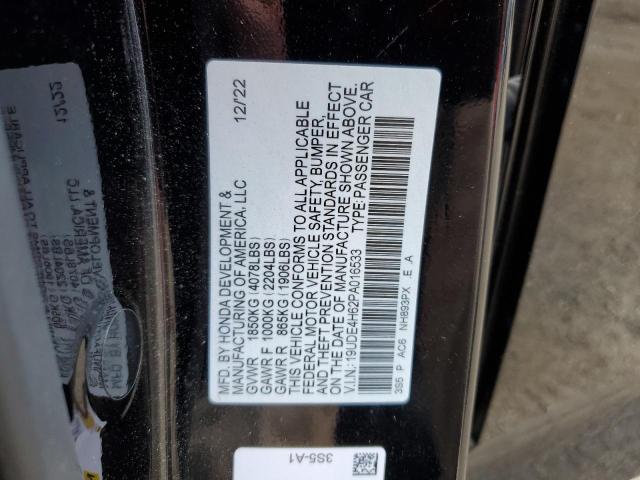 MFD. BY HONDA DEVELOPMENT &
MANUFACTURING OF AMERICA, LLC 12/22
GVWR 1850KG (4078LBS)
GAWR F 1000KG (2204LBS)
GAWR R 865KG (1906LBS)
THIS VEHICLE CONFORMS TO ALL APPLICABLE
FEDERAL MOTOR VEHICLE SAFETY, BUMPER,
AND THEFT PREVENTION STANDARDS IN EFFECT
ON THE DATE OF MANUFACTURE SHOWN ABOVE.
V.I.N.:19UDE4H62PA016533 TYPE:PASSENGER CAR
3S5 P AC6 NH893PX E A
3S5-A1